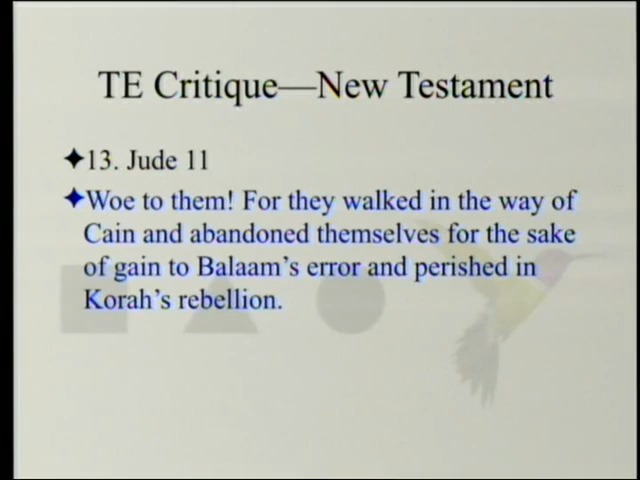 TE Critique—New Testament
✦13. Jude 11
✦Woe to them! For they walked in the way of
Cain and abandoned themselves for the sake
of gain to Balaam's error and perished in
Korah's rebellion.